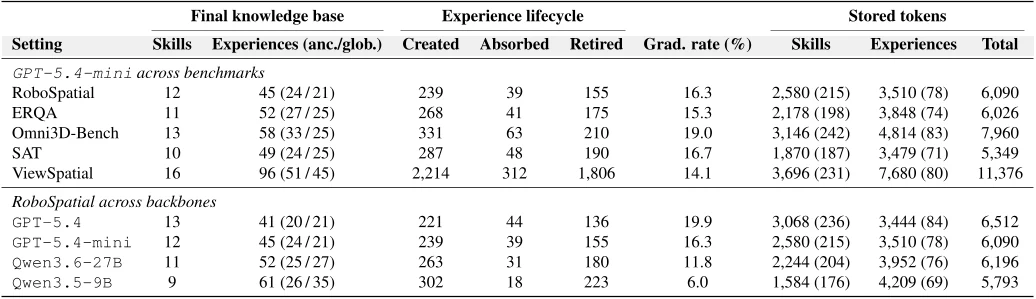 Final knowledge base Experience lifecycle Stored tokens
Setting Skills Experiences (anc./glob.) Created Absorbed Retired Grad. rate (%) Skills Experiences Total
GPT-5.4-mini across benchmarks
RoboSpatial 12 45 (24 / 21) 239 39 155 16.3 2,580 (215) 3,510 (78) 6,090
ERQA 11 52 (27 / 25) 268 41 175 15.3 2,178 (198) 3,848 (74) 6,026
Omni3D-Bench 13 58 (33 / 25) 331 63 210 19.0 3,146 (242) 4,814 (83) 7,960
SAT 10 49 (24 / 25) 287 48 190 16.7 1,870 (187) 3,479 (71) 5,349
ViewSpatial 16 96 (51 / 45) 2,214 312 1,806 14.1 3,696 (231) 7,680 (80) 11,376
RoboSpatial across backbones
GPT-5.4 13 41 (20 / 21) 221 44 136 19.9 3,068 (236) 3,444 (84) 6,512
GPT-5.4-mini 12 45 (24 / 21) 239 39 155 16.3 2,580 (215) 3,510 (78) 6,090
Qwen3.6-27B 11 52 (25 / 27) 263 31 180 11.8 2,244 (204) 3,952 (76) 6,196
Qwen3.5-9B 9 61 (26 / 35) 302 18 223 6.0 1,584 (176) 4,209 (69) 5,793